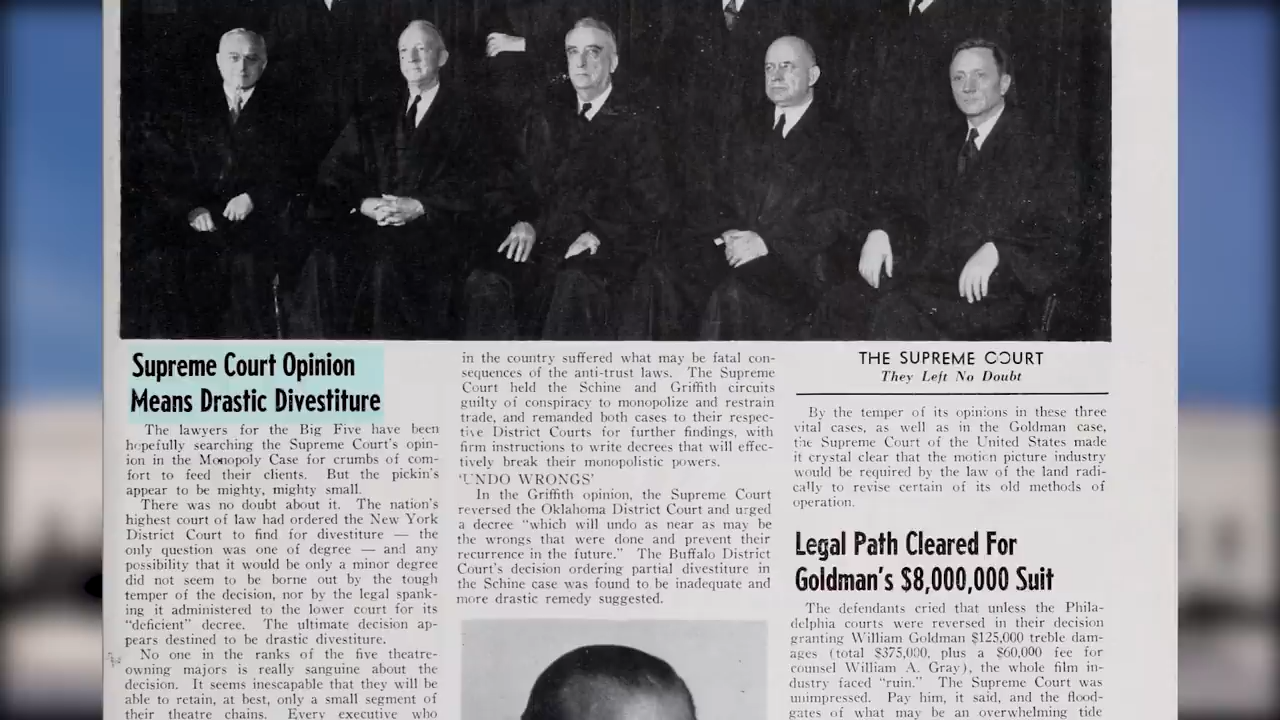 Supreme Court Opinion
Means Drastic Divestiture
The lawyers for the Big Five have been
hopefully searching the Supreme Court's opin-
ion in the Monopoly Case for crumbs of com-
fort to feed their clients. But the pickin's
appear to be mighty, mighty small.
There was no doubt about it. The nation's
highest court of law had ordered the New York
District Court to find for divestiture — the
only question was one of degree — and any
possibility that it would be only a minor degree
did not seem to be borne out by the tough
temper of the decision, nor by the legal spank-
ing it administered to the lower court for its
"deficient" decree. The ultimate decision ap-
pears destined to be drastic divestiture.
No one in the ranks of the five theatre-
owning majors is really sanguine about the
decision. It seems inescapable that they will be
able to retain, at best, only a small segment of
their theatre chains. Every executive who
in the country suffered what may be fatal con-
sequences of the anti-trust laws. The Supreme
Court held the Schine and Griffith circuits
guilty of conspiracy to monopolize and restrain
trade, and remanded both cases to their respec-
tive District Courts for further findings, with
firm instructions to write decrees that will effec-
tively break their monopolistic powers.
'UNDO WRONGS'
In the Griffith opinion, the Supreme Court
reversed the Oklahoma District Court and urged
a decree "which will undo as near as may be
the wrongs that were done and prevent their
recurrence in the future." The Buffalo District
Court's decision ordering partial divestiture in
the Schine case was found to be inadequate and
more drastic remedy suggested.
THE SUPREME COURT
They Left No Doubt
By the temper of its opinions in these three
vital cases, as well as in the Goldman case,
the Supreme Court of the United States made
it crystal clear that the motion picture industry
would be required by the law of the land radi-
cally to revise certain of its old methods of
operation.
Legal Path Cleared For
Goldman's $8,000,000 Suit
The defendants cried that unless the Phila-
delphia courts were reversed in their decision
granting William Goldman $125,000 treble dam-
ages (total $375,000, plus a $60,000 fee for
counsel William A. Gray), the whole film in-
dustry faced "ruin." The Supreme Court was
unimpressed. Pay him, it said, and the flood-
gates of what may be an overwhelming tide